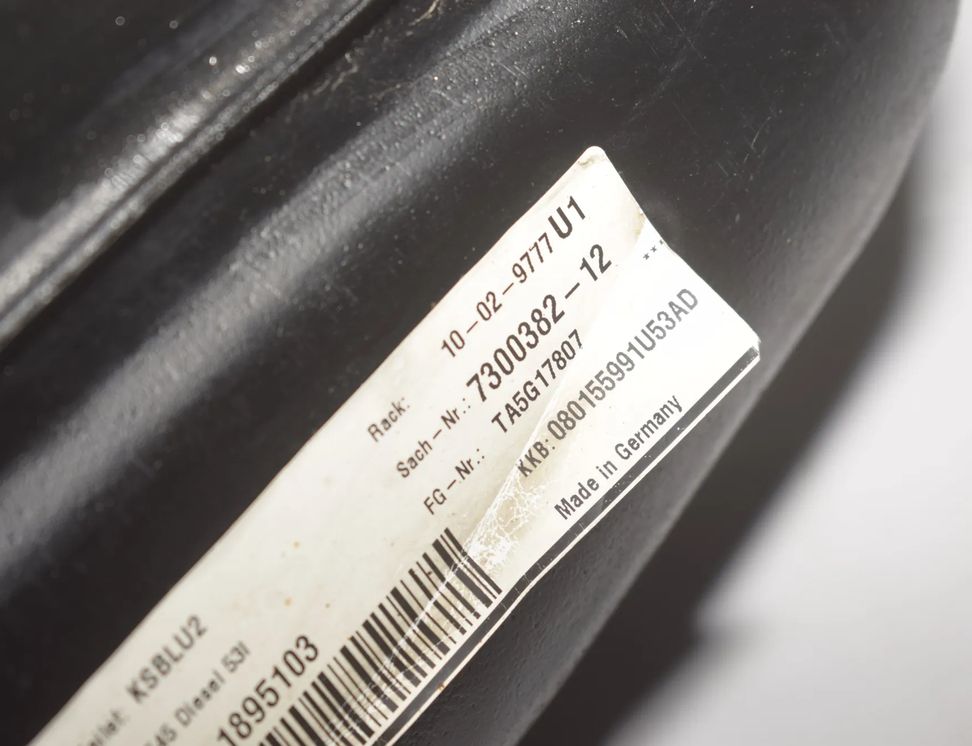 Rack: 10-02-9777 U1
Sach-Nr.: 7300382-12
FG-Nr.: TA5G17807
***
KKB: 080155991U53AD
Made in Germany
KSBLU2
Diesel 53l
1895103